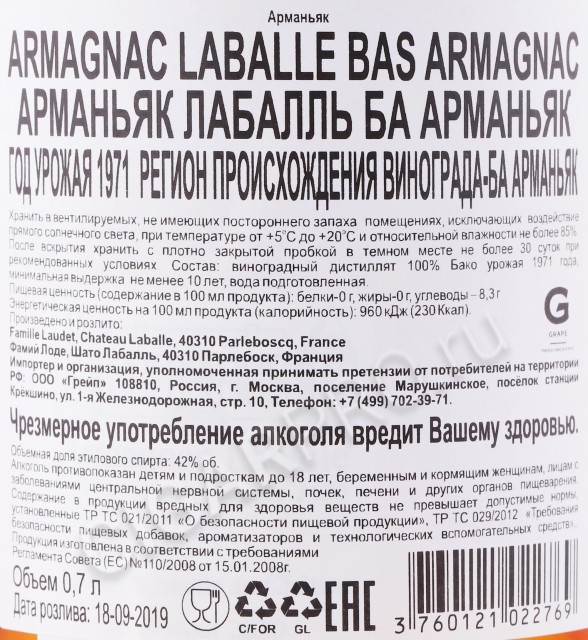 Арманьяк
ARMAGNAC LABALLE BAS ARMAGNAC
АРМАНЬЯК ЛАБАЛЛЬ БА АРМАНЬЯК
ГОД УРОЖАЯ 1971 РЕГИОН ПРОИСХОЖДЕНИЯ ВИНОГРАДА-БА АРМАНЬЯК
Хранить в вентилируемых, не имеющих постороннего запаха помещениях, исключающих воздействие
прямого солнечного света, при температуре от +5°С до +20°С и относительной влажности не более 85%.
После вскрытия хранить с плотно закрытой пробкой в темном месте не более 30 суток при
рекомендованных условиях. Состав: виноградный дистиллят 100% Бако урожая 1971 года,
минимальная выдержка не менее 10 лет, вода подготовленная.
Пищевая ценность (содержание в 100 мл продукта): белки-0 г, жиры-0 г, углеводы – 8,3 г
Энергетическая ценность на 100 мл продукта (калорийность): 960 кДж (230 Ккал).
Произведено и розлито:
Famille Laudet, Chateau Laballe, 40310 Parleboscq, France
Фамий Лоде, Шато Лабалль, 40310 Парлебоск, Франция
Импортер и организация, уполномоченная принимать претензии от потребителей на территории
РФ: ООО «Грейп» 108810, Россия, г. Москва, поселение Марушкинское, посёлок станции
Крёкшино, ул. 1-я Железнодорожная, стр. 10, Телефон: +7 (499) 702-39-71.
G
GRAPE
Чрезмерное употребление алкоголя вредит Вашему здоровью.
Объемная доля этилового спирта: 42% об.
Алкоголь противопоказан детям и подросткам до 18 лет, беременным и кормящим женщинам, лицам с
заболеваниями центральной нервной системы, почек, печени и других органов пищеварения.
Содержание в продукции вредных для здоровья веществ не превышает допустимые нормы,
установленные ТР ТС 021/2011 «О безопасности пищевой продукции», ТР ТС 029/2012 «Требования
безопасности пищевых добавок, ароматизаторов и технологических вспомогательных средств».
Продукция изготовлена в соответствии с требованиями
Регламента Совета (ЕС) №110/2008 от 15.01.2008г.
Объем 0,7 л
Дата розлива: 18-09-2019
C/FOR GL
EAC
3 760121 022769